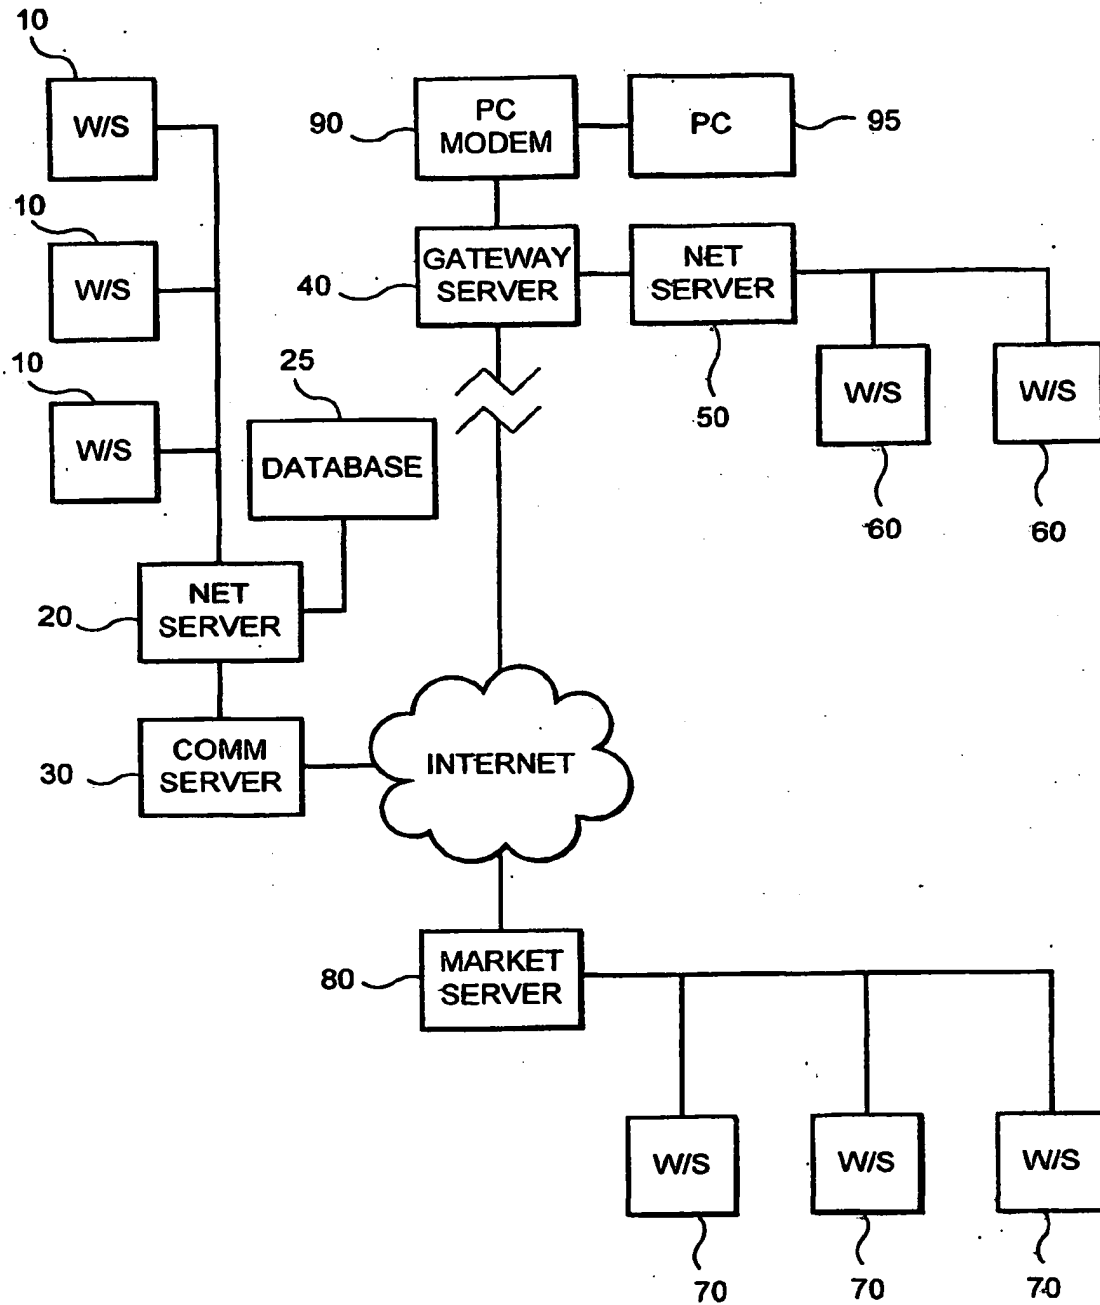 10
W/S
90
PC
MODEM
PC
95
10
W/S
40
GATEWAY
SERVER
NET
SERVER
50
10
W/S
25
DATABASE
W/S
60
W/S
60
20
NET
SERVER
30
COMM
SERVER
INTERNET
80
MARKET
SERVER
W/S
70
W/S
70
W/S
70